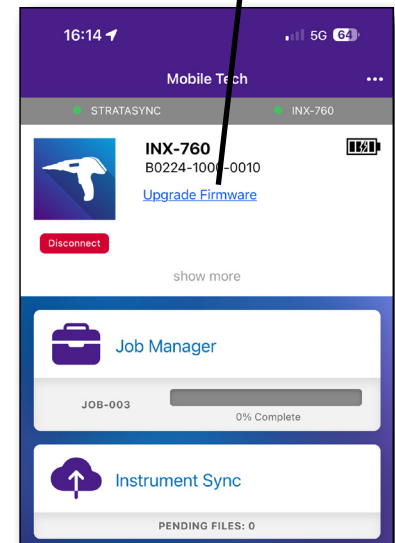 16:14 5G 64
Mobile Tech
STRATASYNC INX-760
INX-760
B0224-1000-0010
Upgrade Firmware
Disconnect
show more
Job Manager
JOB-003
0% Complete
Instrument Sync
PENDING FILES: 0